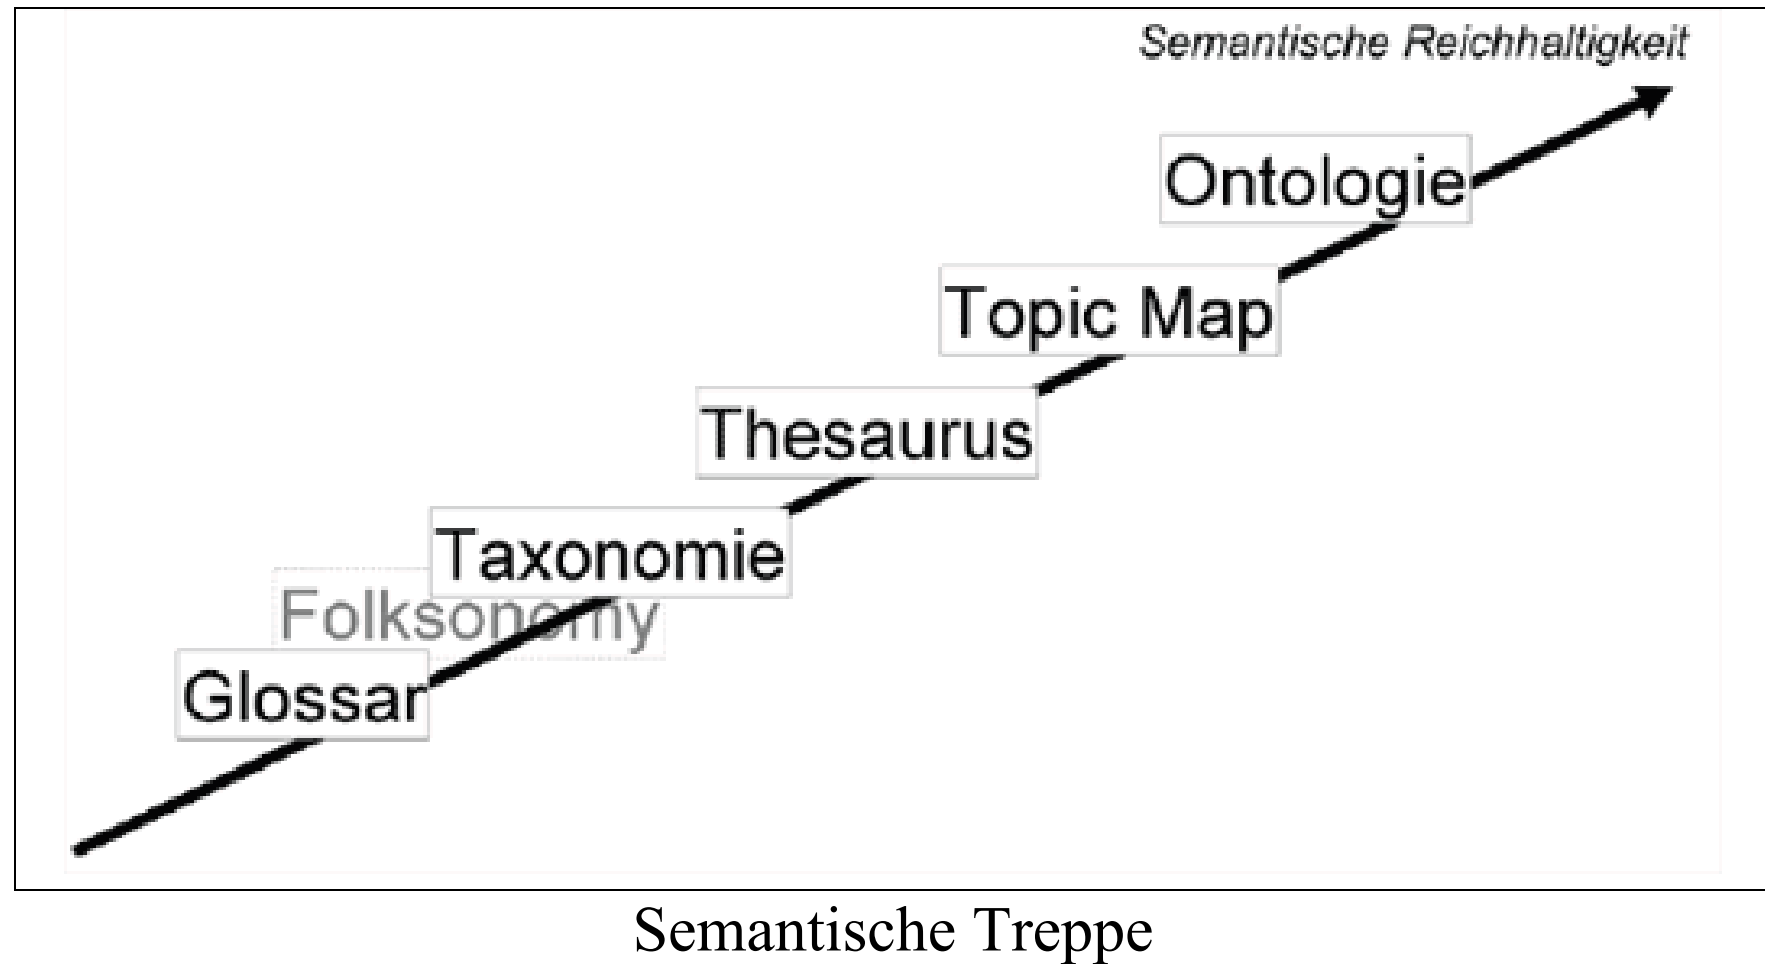 Semantische Reichhaltigkeit
Ontologie
Topic Map
Thesaurus
Taxonomie
Folksonomy
Glossar
Semantische Treppe